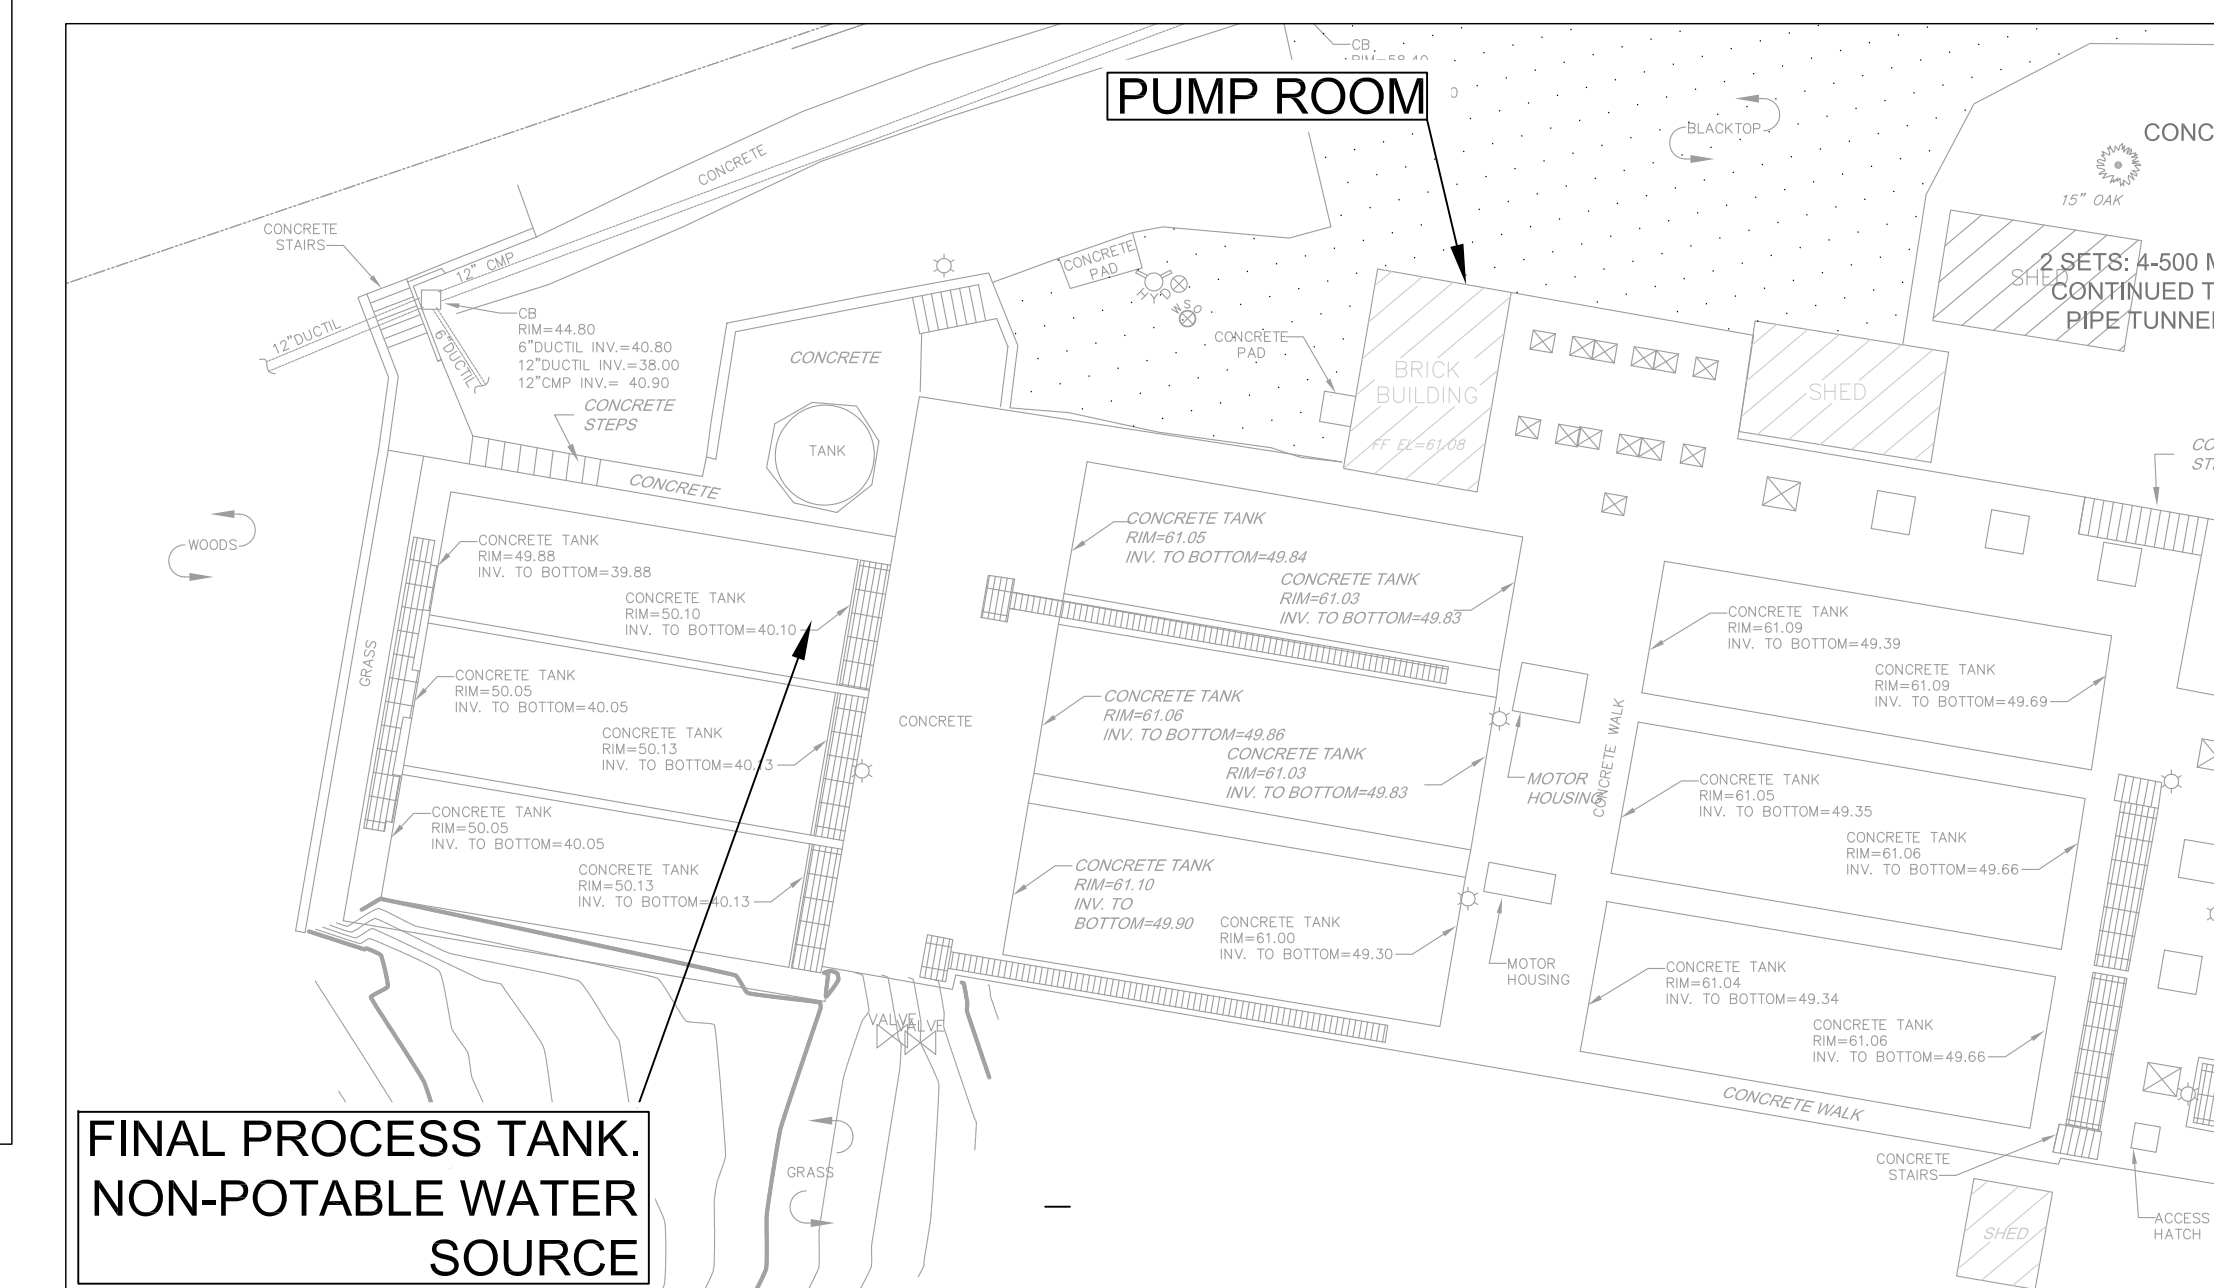 CB
RIM=58.40
PUMP ROOM
BLACKTOP
CONC
15" OAK
CONCRETE
CONCRETE
STAIRS
12" CMP
CONCRETE
PAD
HYD
WSO
SHED
2 SETS: 4-500 M
CONTINUED T
PIPE TUNNEL
CB
RIM=44.80
6"DUCTIL INV.=40.80
12"DUCTIL INV.=38.00
12"CMP INV.= 40.90
12"DUCTIL
6"DUCTIL
CONCRETE
CONCRETE
PAD
BRICK
BUILDING
FF EL=61.08
SHED
CONCRETE
STEPS
TANK
CONCRETE
CO
ST
WOODS
GRASS
CONCRETE TANK
RIM=49.88
INV. TO BOTTOM=39.88
CONCRETE TANK
RIM=50.10
INV. TO BOTTOM=40.10
CONCRETE TANK
RIM=50.05
INV. TO BOTTOM=40.05
CONCRETE TANK
RIM=50.13
INV. TO BOTTOM=40.13
CONCRETE TANK
RIM=50.05
INV. TO BOTTOM=40.05
CONCRETE TANK
RIM=50.13
INV. TO BOTTOM=40.13
CONCRETE
CONCRETE TANK
RIM=61.05
INV. TO BOTTOM=49.84
CONCRETE TANK
RIM=61.03
INV. TO BOTTOM=49.83
CONCRETE TANK
RIM=61.06
INV. TO BOTTOM=49.86
CONCRETE TANK
RIM=61.03
INV. TO BOTTOM=49.83
CONCRETE TANK
RIM=61.10
INV. TO
BOTTOM=49.90
CONCRETE TANK
RIM=61.00
INV. TO BOTTOM=49.30
MOTOR
HOUSING
CONCRETE WALK
MOTOR
HOUSING
CONCRETE TANK
RIM=61.09
INV. TO BOTTOM=49.39
CONCRETE TANK
RIM=61.09
INV. TO BOTTOM=49.69
CONCRETE TANK
RIM=61.05
INV. TO BOTTOM=49.35
CONCRETE TANK
RIM=61.06
INV. TO BOTTOM=49.66
CONCRETE TANK
RIM=61.04
INV. TO BOTTOM=49.34
CONCRETE TANK
RIM=61.06
INV. TO BOTTOM=49.66
VALVE
VALVE
CONCRETE WALK
FINAL PROCESS TANK.
NON-POTABLE WATER
SOURCE
GRASS
CONCRETE
STAIRS
SHED
ACCESS
HATCH